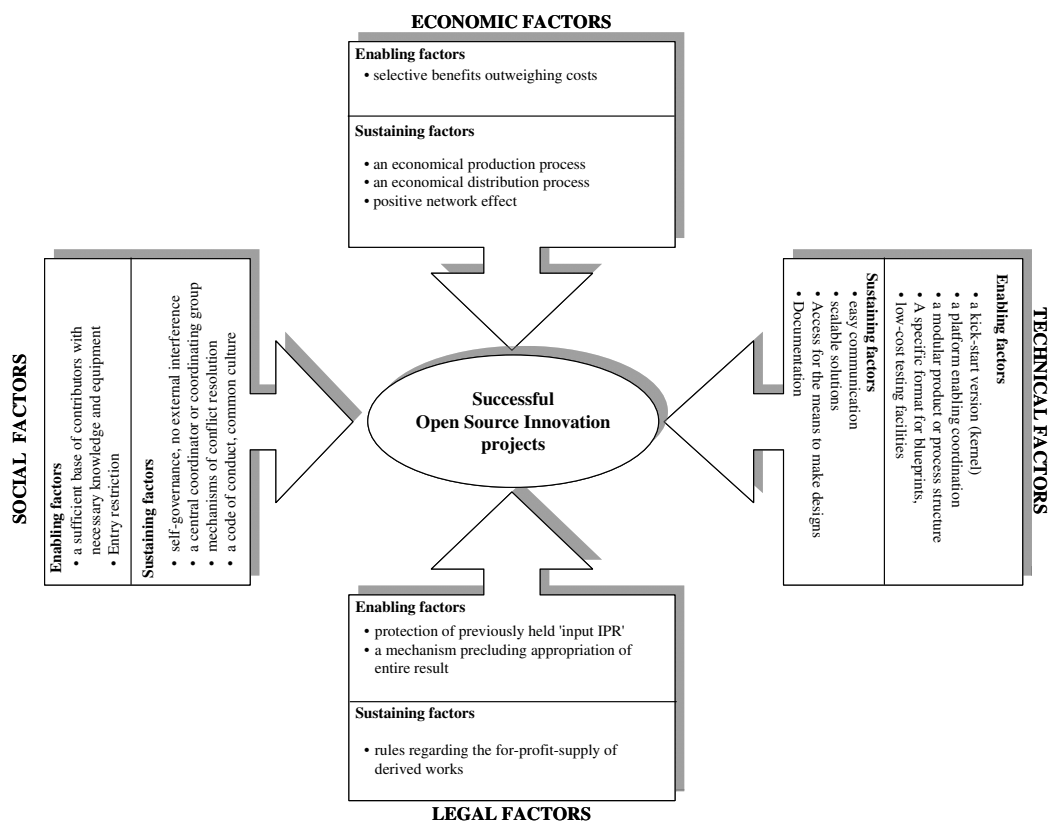 ECONOMIC FACTORS
Enabling factors
• selective benefits outweighing costs
Sustaining factors
• an economical production process
• an economical distribution process
• positive network effect
SOCIAL FACTORS
Enabling factors
• a sufficient base of contributors with
necessary knowledge and equipment
• Entry restriction
Sustaining factors
• self-governance, no external interference
• a central coordinator or coordinating group
• mechanisms of conflict resolution
• a code of conduct, common culture
Successful
Open Source Innovation
projects
TECHNICAL FACTORS
Enabling factors
• a kick-start version (kernel)
• a platform enabling coordination
• a modular product or process structure
• A specific format for blueprints,
• low-cost testing facilities
Sustaining factors
• easy communication
• scalable solutions
• Access for the means to make designs
• Documentation
Enabling factors
• protection of previously held 'input IPR'
• a mechanism precluding appropriation of
entire result
Sustaining factors
• rules regarding the for-profit-supply of
derived works
LEGAL FACTORS